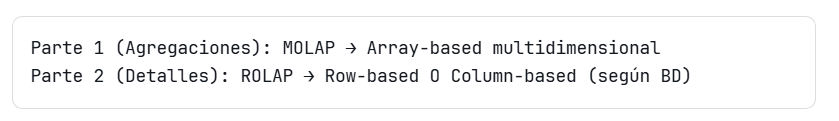 Parte 1 (Agregaciones): MOLAP → Array-based multidimensional
Parte 2 (Detalles): ROLAP → Row-based O Column-based (según BD)